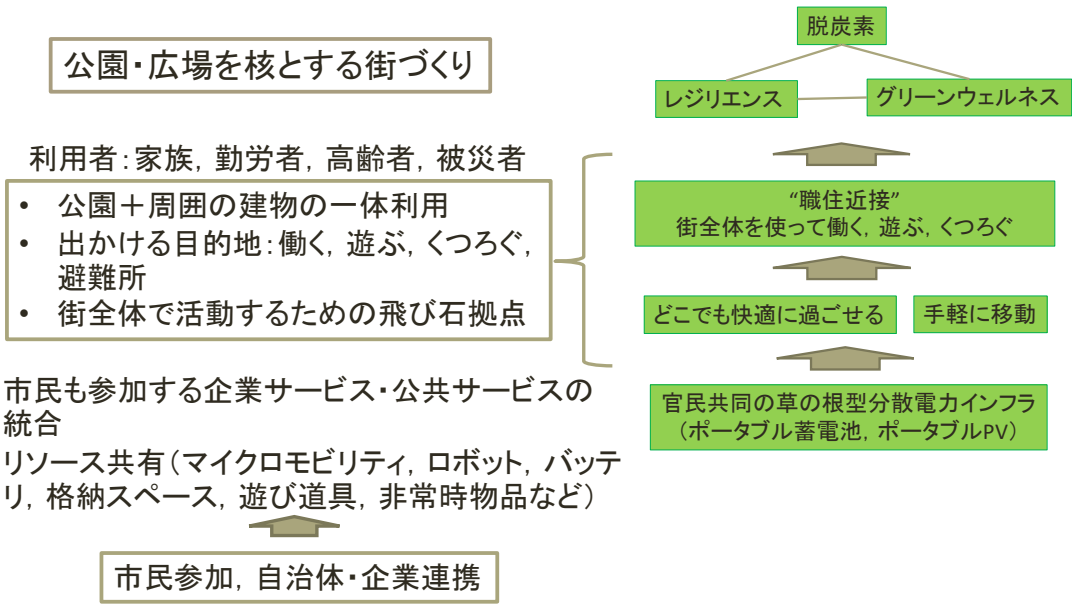 公園・広場を核とする街づくり
利用者：家族，勤労者，高齢者，被災者
• 公園＋周囲の建物の一体利用
• 出かける目的地：働く，遊ぶ，くつろぐ，
避難所
• 街全体で活動するための飛び石拠点
市民も参加する企業サービス・公共サービスの
統合
リソース共有（マイクロモビリティ，ロボット，バッテ
リ，格納スペース，遊び道具，非常時物品など）
市民参加，自治体・企業連携
脱炭素
レジリエンス
グリーンウェルネス
“職住近接”
街全体を使って働く，遊ぶ，くつろぐ
どこでも快適に過ごせる
手軽に移動
官民共同の草の根型分散電力インフラ
（ポータブル蓄電池，ポータブルPV）